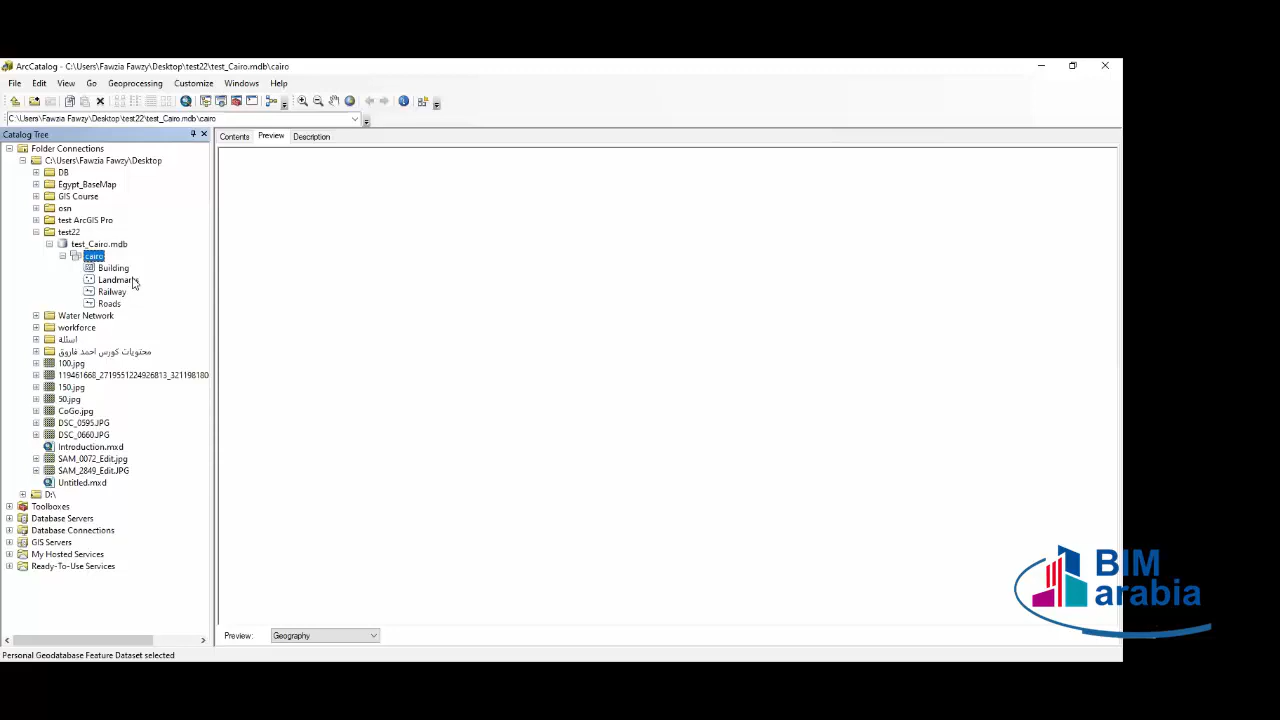 ArcCatalog - C:\Users\Fawzia Fawzy\Desktop\test22\test_Cairo.mdb\cairo
File Edit View Go Geoprocessing Customize Windows Help
C:\Users\Fawzia Fawzy\Desktop\test22\test_Cairo.mdb\cairo
Catalog Tree
Contents Preview Description
Folder Connections
C:\Users\Fawzia Fawzy\Desktop
DB
Egypt_BaseMap
GIS Course
osn
test ArcGIS Pro
test22
test_Cairo.mdb
cairo
Building
Landmark
Railway
Roads
Water Network
workforce
اسئلة
محتويات كورس احمد فاروق
100.jpg
119461668_2719551224926813_321198180
150.jpg
50.jpg
CoGo.jpg
DSC_0595.JPG
DSC_0660.JPG
Introduction.mxd
SAM_0072_Edit.jpg
SAM_2849_Edit.JPG
Untitled.mxd
D:\
Toolboxes
Database Servers
Database Connections
GIS Servers
My Hosted Services
Ready-To-Use Services
Preview: Geography
Personal Geodatabase Feature Dataset selected
BIM
arabia